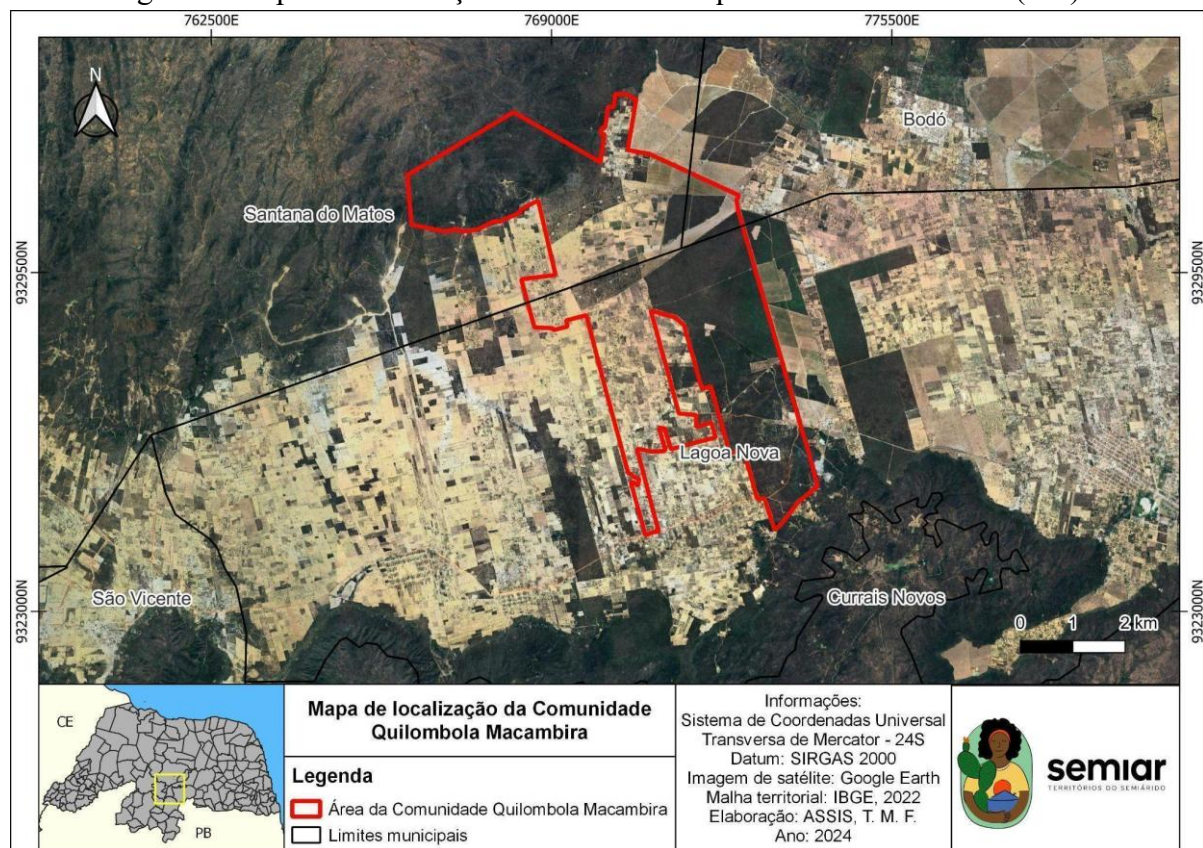 762500E
769000E
775500E
N
Bodó
Santana do Matos
9329500N
9329500N
Lagoa Nova
São Vicente
Currais Novos
9323000N
9323000N
0 1 2 km
CE
PB
Mapa de localização da Comunidade
Quilombola Macambira
Legenda
Área da Comunidade Quilombola Macambira
Limites municipais
Informações:
Sistema de Coordenadas Universal
Transversa de Mercator - 24S
Datum: SIRGAS 2000
Imagem de satélite: Google Earth
Malha territorial: IBGE, 2022
Elaboração: ASSIS, T. M. F.
Ano: 2024
semiar
TERRITÓRIOS DO SEMIÁRIDO